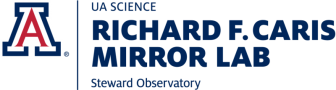 A
®
UA SCIENCE
RICHARD F. CARIS
MIRROR LAB
Steward Observatory